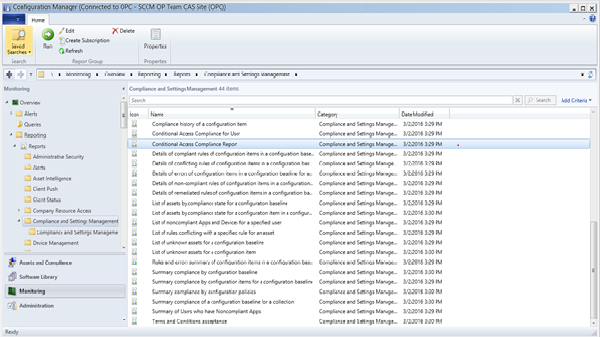 Configuration Manager (Connected to OPC - SCCM OP Team CAS Site (OPC)
Home
Saved Searches
Run
Edit
Create Subscription
Refresh
Delete
Properties
Search
Report Group
Properties
\ Monitoring Overview Reporting Reports Compliance and Settings Management
Monitoring
Overview
Alerts
Queries
Reporting
Reports
Administrative Security
Alerts
Asset Intelligence
Client Push
Client Status
Company Resource Access
Compliance and Settings Management
Compliance and Settings Manageme
Device Management
Assets and Compliance
Software Library
Monitoring
Administration
Compliance and Settings Management 44 items
Search
Search
Add Criteria
Icon Name Category Date Modified
Compliance history of a configuration item Compliance and Settings Manage... 3/2/2016 3:29 PM
Conditional Access Compliance for User Compliance and Settings Manage... 3/2/2016 3:29 PM
Conditional Access Compliance Report Compliance and Settings Manage... 3/2/2016 3:29 PM
Details of compliant rules of configuration items in a configuration base... Compliance and Settings Manage... 3/2/2016 3:29 PM
Details of conflicting rules of configuration items in a configuration bas... Compliance and Settings Manage... 3/2/2016 3:29 PM
Details of error of configuration items in a configuration baseline for as Compliance and Settings Manage... 3/2/2016 3:29 PM
Details of non-compliant rules of configuration items in a configuration... Compliance and Settings Manage... 3/2/2016 3:29 PM
Details of remediated rules of configuration items in a configuration b... Compliance and Settings Manage... 3/2/2016 3:29 PM
List of assets by compliance state for a configuration baseline Compliance and Settings Manage... 3/2/2016 3:29 PM
List of assets by compliance state for a configuration item in a configur... Compliance and Settings Manage... 3/2/2016 3:29 PM
List of noncompliant Apps and Devices for a specified user Compliance and Settings Manage... 3/2/2016 3:29 PM
List of rules conflicting with a specific rule for an asset Compliance and Settings Manage... 3/2/2016 3:29 PM
List of unknown assets for a configuration baseline Compliance and Settings Manage... 3/2/2016 3:30 PM
List of unknown assets for a configuration item Compliance and Settings Manage... 3/2/2016 3:29 PM
Rules and errors summary of configuration items in a configuration base... Compliance and Settings Manage... 3/2/2016 3:29 PM
Summary compliance by configuration baseline Compliance and Settings Manage... 3/2/2016 3:30 PM
Summary compliance by configuration items for a configuration baseline Compliance and Settings Manage... 3/2/2016 3:29 PM
Summary compliance by configuration policies Compliance and Settings Manage... 3/2/2016 3:30 PM
Summary compliance of a configuration baseline for a collection Compliance and Settings Manage... 3/2/2016 3:30 PM
Summary of Users who have Noncompliant Apps Compliance and Settings Manage... 3/2/2016 3:29 PM
Terms and Conditions acceptance Compliance and Settings Manage... 3/2/2016 3:30 PM
Ready